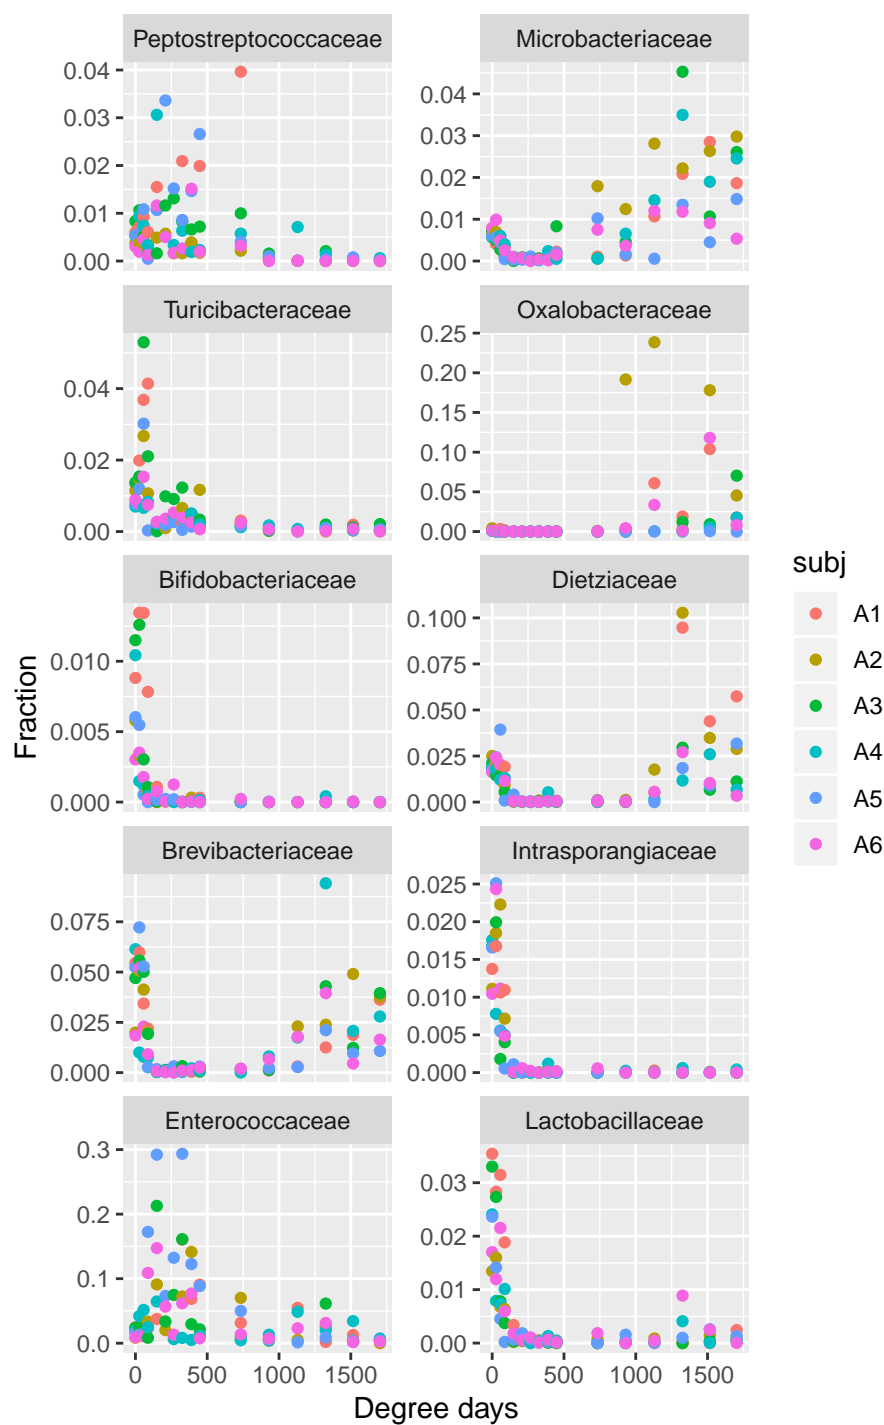 Peptostreptococcaceae
Microbacteriaceae
0.04
0.03
0.02
0.01
0.00
0.04
0.03
0.02
0.01
0.00
Turicibacteraceae
Oxalobacteraceae
0.04
0.02
0.00
0.25
0.20
0.15
0.10
0.05
0.00
Bifidobacteriaceae
Dietziaceae
0.010
0.005
0.000
0.100
0.075
0.050
0.025
0.000
Brevibacteriaceae
Intrasporangiaceae
0.075
0.050
0.025
0.000
0.025
0.020
0.015
0.010
0.005
0.000
Enterococcaceae
Lactobacillaceae
0.3
0.2
0.1
0.0
0.03
0.02
0.01
0.00
0
500
1000
1500
0
500
1000
1500
Degree days
Fraction
subj
A1
A2
A3
A4
A5
A6